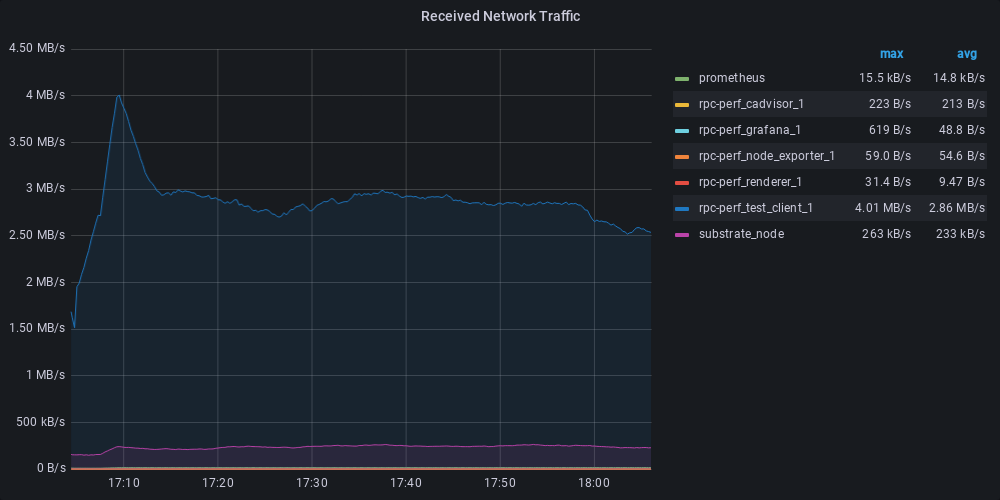 Received Network Traffic
4.50 MB/s
4 MB/s
3.50 MB/s
3 MB/s
2.50 MB/s
2 MB/s
1.50 MB/s
1 MB/s
500 kB/s
0 B/s
17:10 17:20 17:30 17:40 17:50 18:00
max avg
prometheus 15.5 kB/s 14.8 kB/s
rpc-perf_cadvisor_1 223 B/s 213 B/s
rpc-perf_grafana_1 619 B/s 48.8 B/s
rpc-perf_node_exporter_1 59.0 B/s 54.6 B/s
rpc-perf_renderer_1 31.4 B/s 9.47 B/s
rpc-perf_test_client_1 4.01 MB/s 2.86 MB/s
substrate_node 263 kB/s 233 kB/s